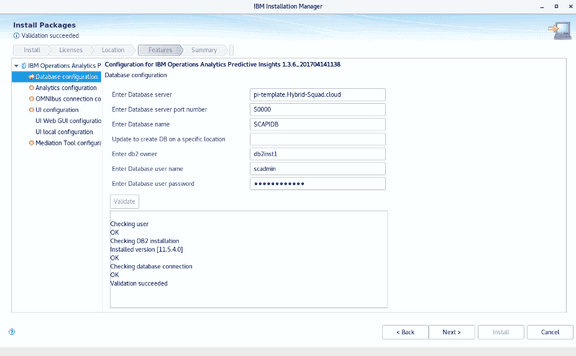 IBM Installation Manager
Install Packages
Validation succeeded
Install
Licenses
Location
Features
Summary
IBM Operations Analytics P
Database configuration
Analytics configuration
OMNIbus connection co
UI configuration
UI Web GUI configuratio
UI local configuration
Mediation Tool configura
Configuration for IBM Operations Analytics Predictive Insights 1.3.6._201704141138
Database configuration
Enter Database server
pi-template.Hybrid-Squad.cloud
Enter Database server port number
50000
Enter Database name
SCAPIDB
Update to create DB on a specific location
Enter db2 owner
db2inst1
Enter Database user name
scadmin
Enter Database user password
••••••••••••
Validate
Checking user
OK
Checking DB2 installation
Installed version [11.5.4.0]
OK
Checking database connection
OK
Validation succeeded
< Back
Next >
Install
Cancel